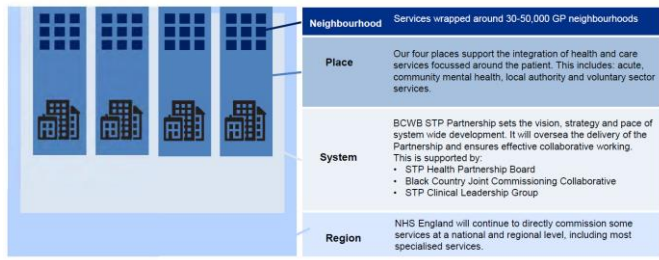 Neighbourhood
Services wrapped around 30-50,000 GP neighbourhoods
Place
Our four places support the integration of health and care
services focussed around the patient. This includes: acute,
community mental health, local authority and voluntary sector
services.
System
BCWB STP Partnership sets the vision, strategy and pace of
system wide development. It will oversea the delivery of the
Partnership and ensures effective collaborative working.
This is supported by:
• STP Health Partnership Board
• Black Country Joint Commissioning Collaborative
• STP Clinical Leadership Group
Region
NHS England will continue to directly commission some
services at a national and regional level, including most
specialised services.